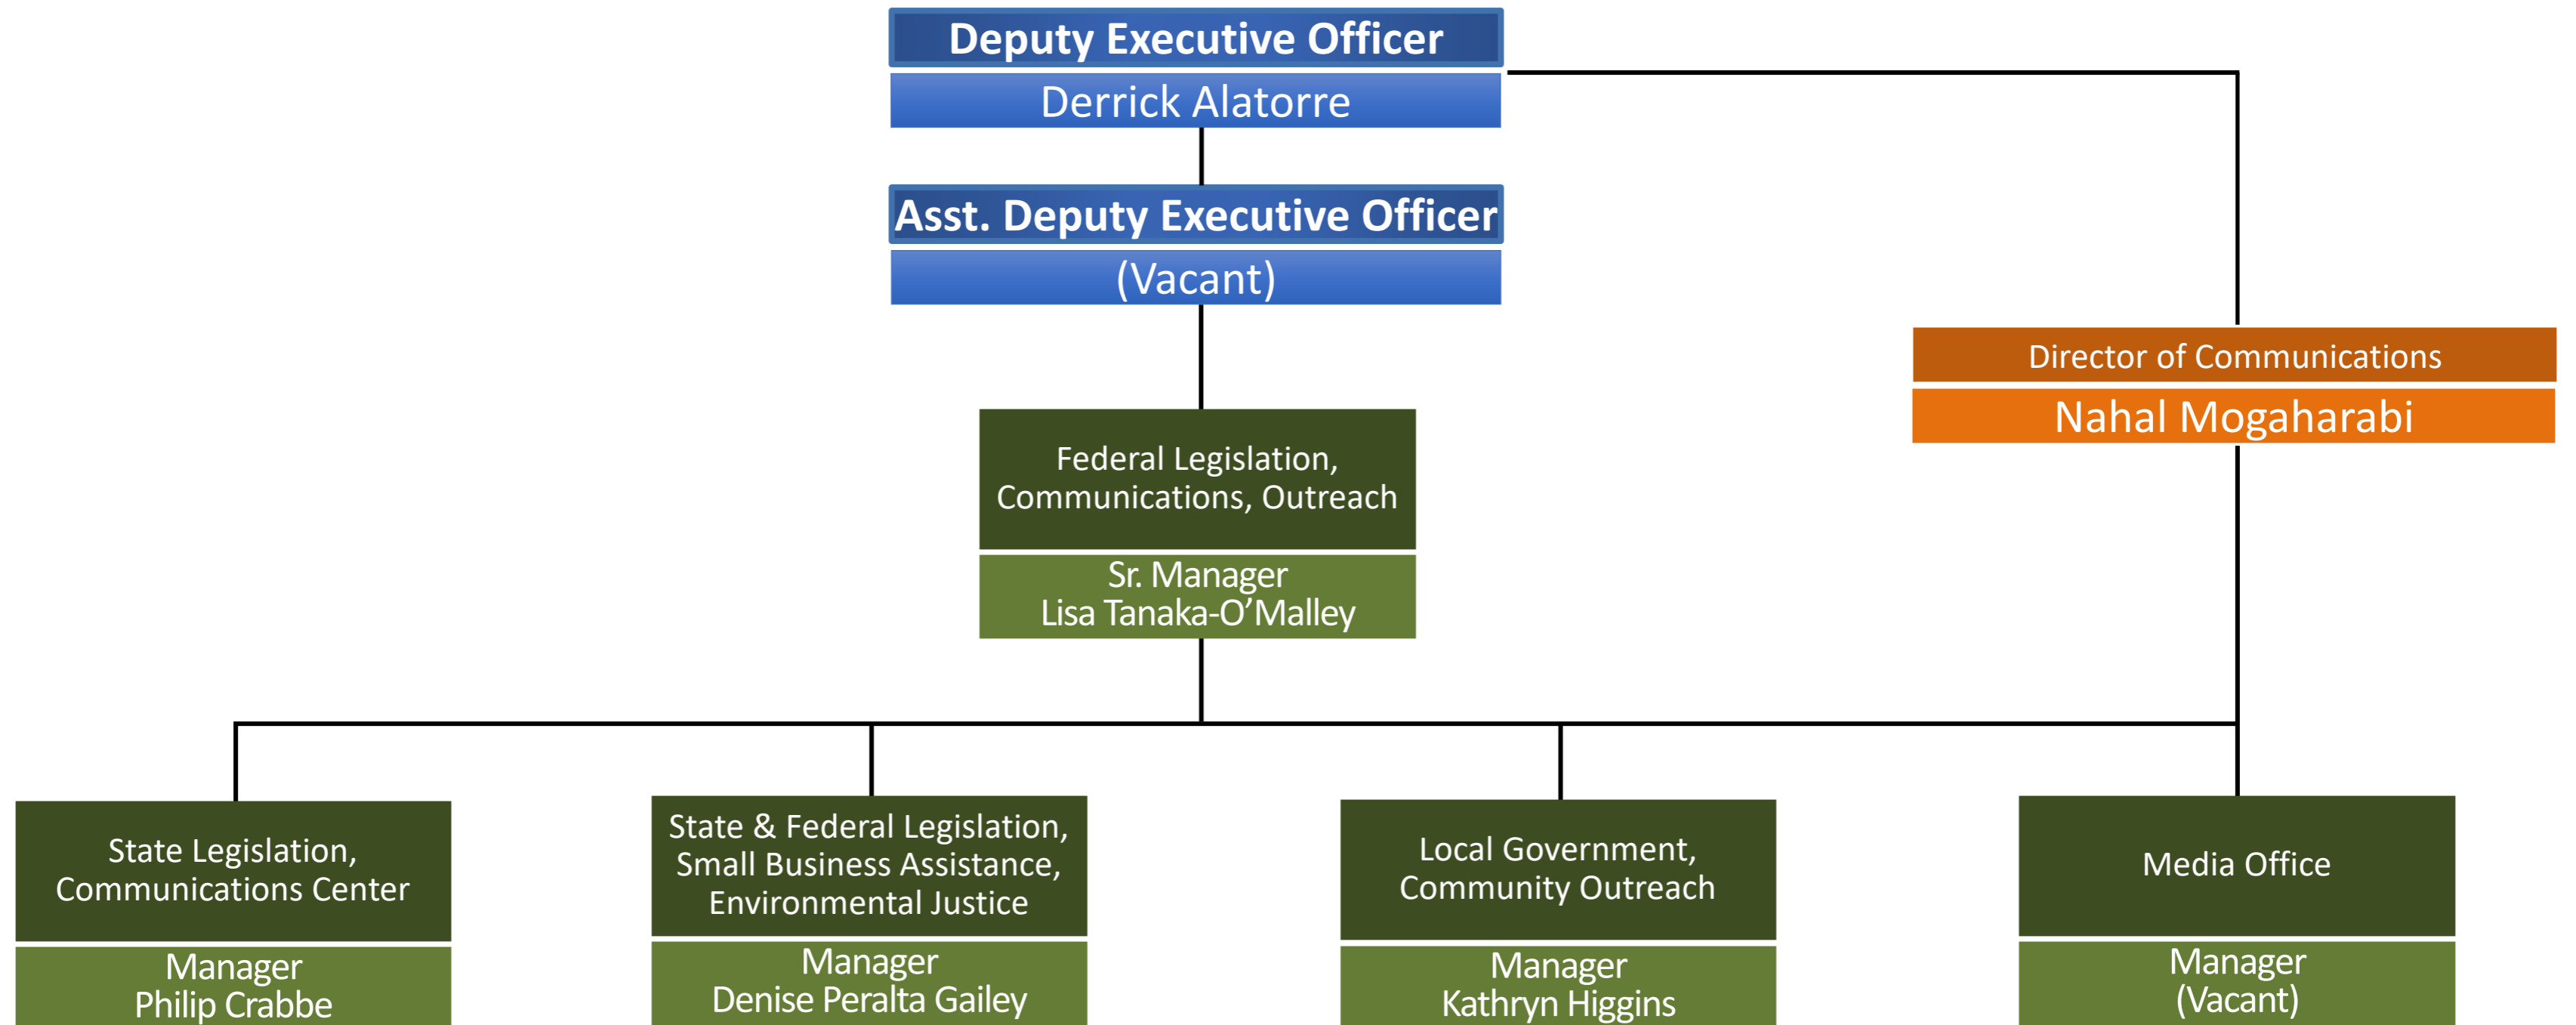 Deputy Executive Officer
Derrick Alatorre
Asst. Deputy Executive Officer
(Vacant)
Director of Communications
Nahal Mogaharabi
Federal Legislation,
Communications, Outreach
Sr. Manager
Lisa Tanaka-O’Malley
State Legislation,
Communications Center
Manager
Philip Crabbe
State & Federal Legislation,
Small Business Assistance,
Environmental Justice
Manager
Denise Peralta Gailey
Local Government,
Community Outreach
Manager
Kathryn Higgins
Media Office
Manager
(Vacant)